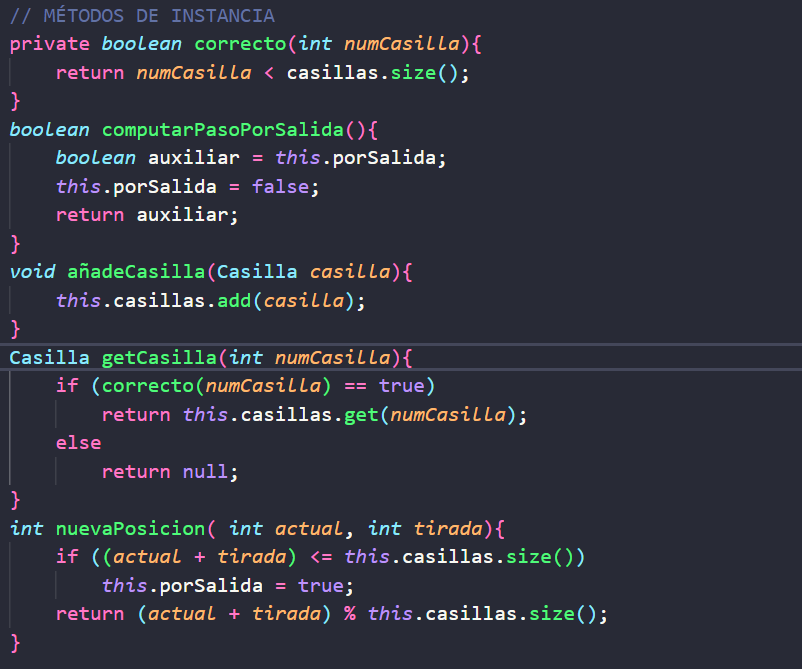 // MÉTODOS DE INSTANCIA
private boolean correcto(int numCasilla){
    return numCasilla < casillas.size();
}
boolean computarPasoPorSalida(){
    boolean auxiliar = this.porSalida;
    this.porSalida = false;
    return auxiliar;
}
void añadeCasilla(Casilla casilla){
    this.casillas.add(casilla);
}
Casilla getCasilla(int numCasilla){
    if (correcto(numCasilla) == true)
        return this.casillas.get(numCasilla);
    else
        return null;
}
int nuevaPosicion( int actual, int tirada){
    if ((actual + tirada) <= this.casillas.size())
        this.porSalida = true;
    return (actual + tirada) % this.casillas.size();
}